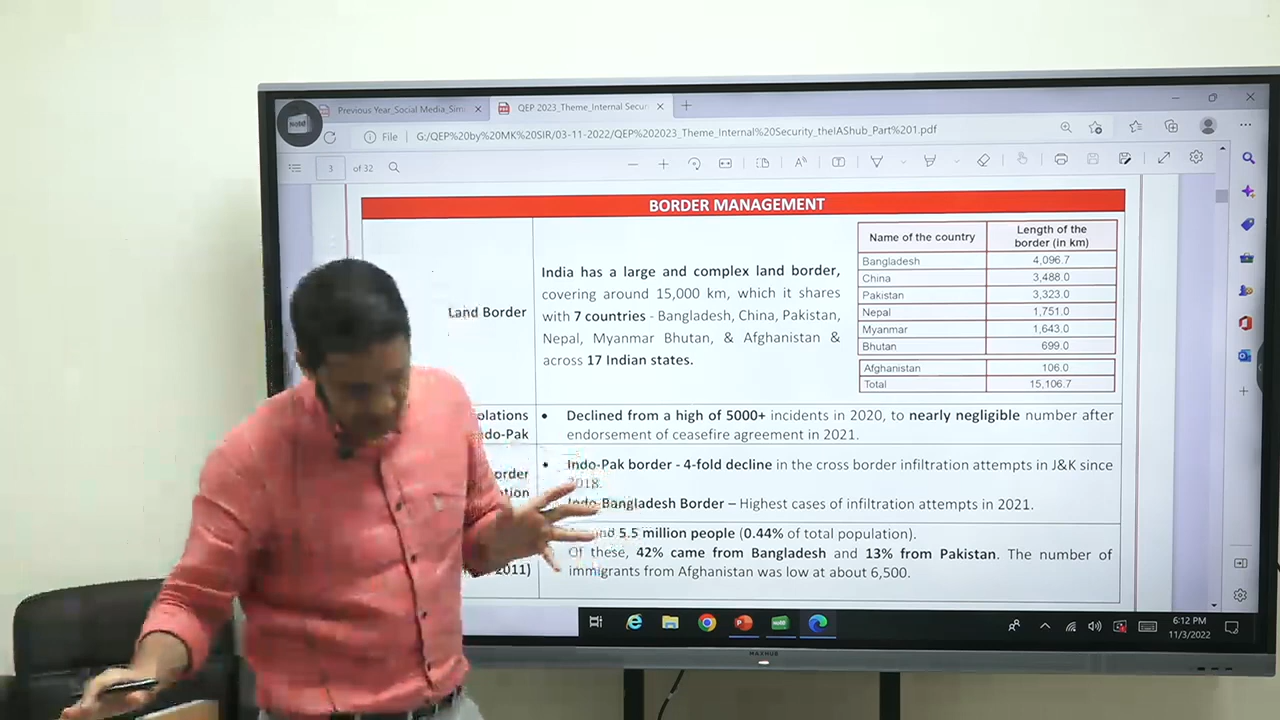 Previous Year_Social Media_Sim
QEP 2023_Theme_Internal Secur
File
G:/QEP%20by%20MK%20SIR/03-11-2022/QEP%202023_Theme_Internal%20Security_theIAShub_Part%201.pdf
3 of 32
BORDER MANAGEMENT
Land Border
India has a large and complex land border,
covering around 15,000 km, which it shares
with 7 countries - Bangladesh, China, Pakistan,
Nepal, Myanmar Bhutan, & Afghanistan &
across 17 Indian states.
Name of the country Length of the border (in km)
Bangladesh 4,096.7
China 3,488.0
Pakistan 3,323.0
Nepal 1,751.0
Myanmar 1,643.0
Bhutan 699.0
Afghanistan 106.0
Total 15,106.7
olations
ndo-Pak
• Declined from a high of 5000+ incidents in 2020, to nearly negligible number after
endorsement of ceasefire agreement in 2021.
order
tion
• Indo-Pak border - 4-fold decline in the cross border infiltration attempts in J&K since
2018.
Indo-Bangladesh Border – Highest cases of infiltration attempts in 2021.
2011)
5.5 million people (0.44% of total population).
Of these, 42% came from Bangladesh and 13% from Pakistan. The number of
immigrants from Afghanistan was low at about 6,500.
6:12 PM
11/3/2022
MAXHUB